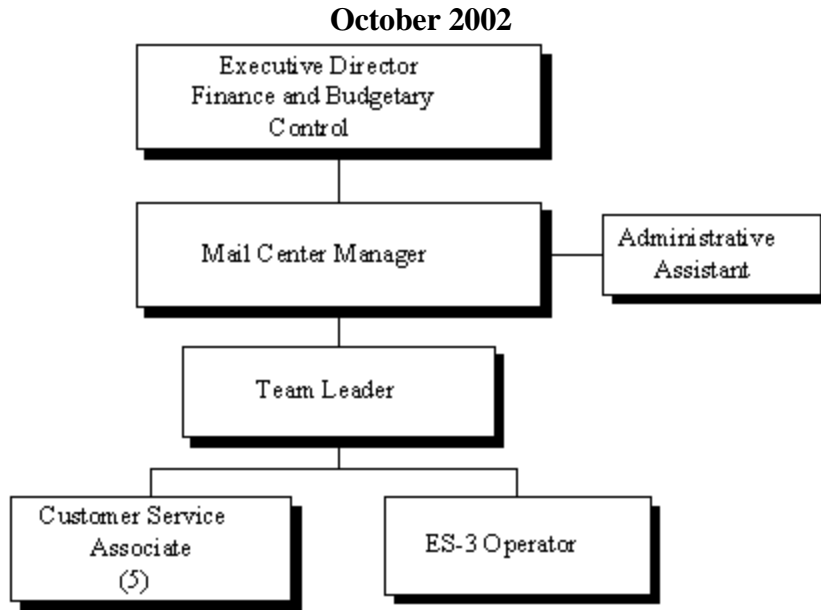 October 2002
Executive Director
Finance and Budgetary
Control
Mail Center Manager
Administrative
Assistant
Team Leader
Customer Service
Associate
(5)
ES-3 Operator